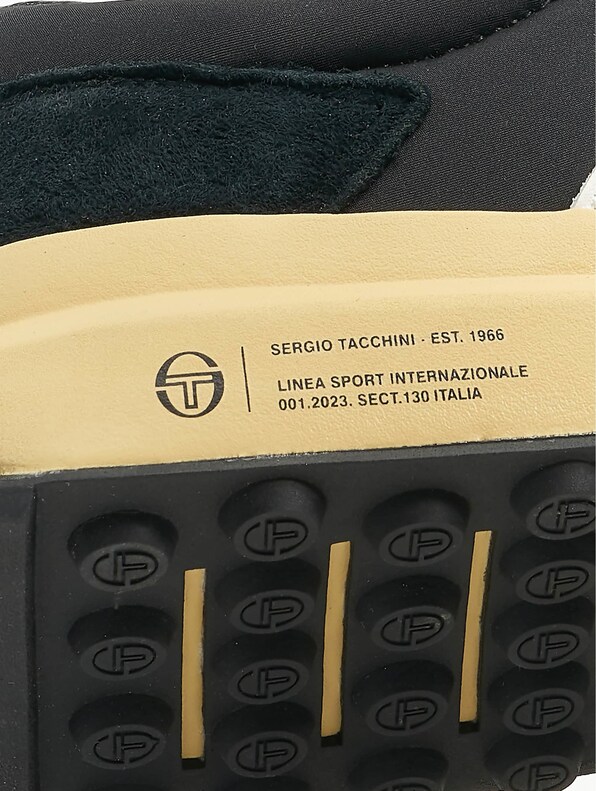 SERGIO TACCHINI · EST. 1966
LINEA SPORT INTERNAZIONALE
001.2023. SECT.130 ITALIA